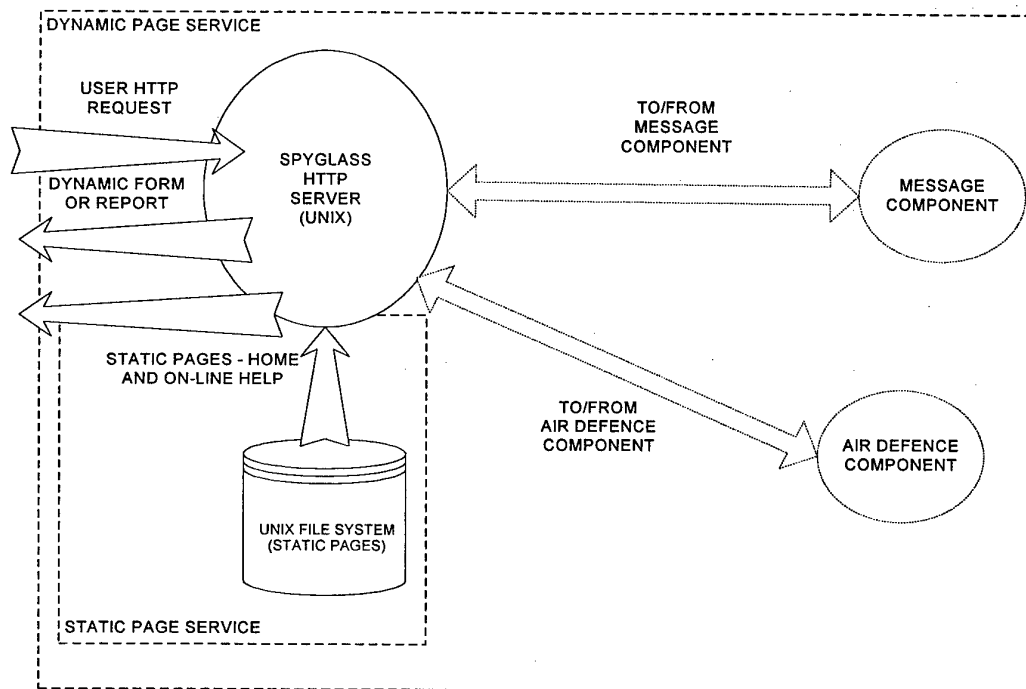 DYNAMIC PAGE SERVICE
USER HTTP
REQUEST
DYNAMIC FORM
OR REPORT
SPYGLASS
HTTP
SERVER
(UNIX)
TO/FROM
MESSAGE
COMPONENT
MESSAGE
COMPONENT
STATIC PAGES - HOME
AND ON-LINE HELP
TO/FROM
AIR DEFENCE
COMPONENT
AIR DEFENCE
COMPONENT
UNIX FILE SYSTEM
(STATIC PAGES)
STATIC PAGE SERVICE